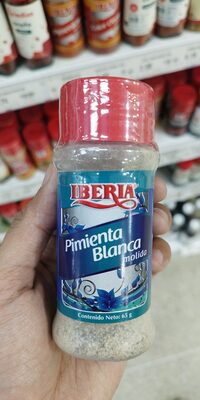 IBERIA
Pimienta
Blanca
molida
Contenido Neto: 65 g